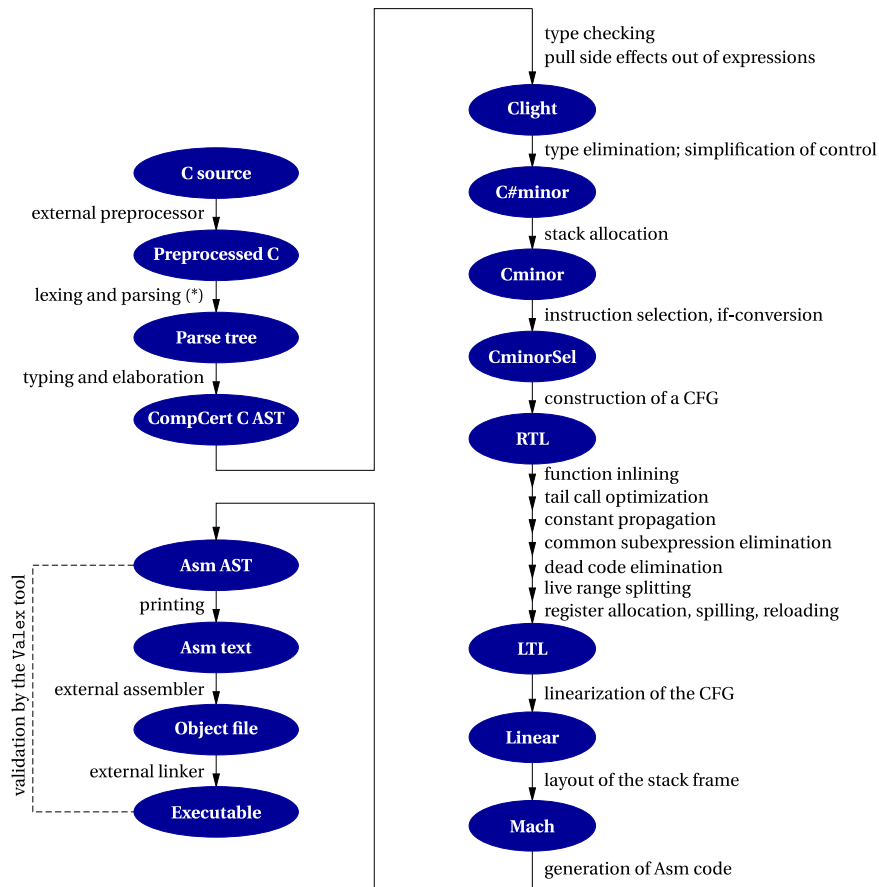 C source
external preprocessor
Preprocessed C
lexing and parsing (*)
Parse tree
typing and elaboration
CompCert C AST
type checking
pull side effects out of expressions
Clight
type elimination; simplification of control
C#minor
stack allocation
Cminor
instruction selection, if-conversion
CminorSel
construction of a CFG
RTL
function inlining
tail call optimization
constant propagation
common subexpression elimination
dead code elimination
live range splitting
register allocation, spilling, reloading
LTL
linearization of the CFG
Linear
layout of the stack frame
Mach
generation of Asm code
Asm AST
printing
Asm text
external assembler
Object file
external linker
Executable
validation by the Valex tool